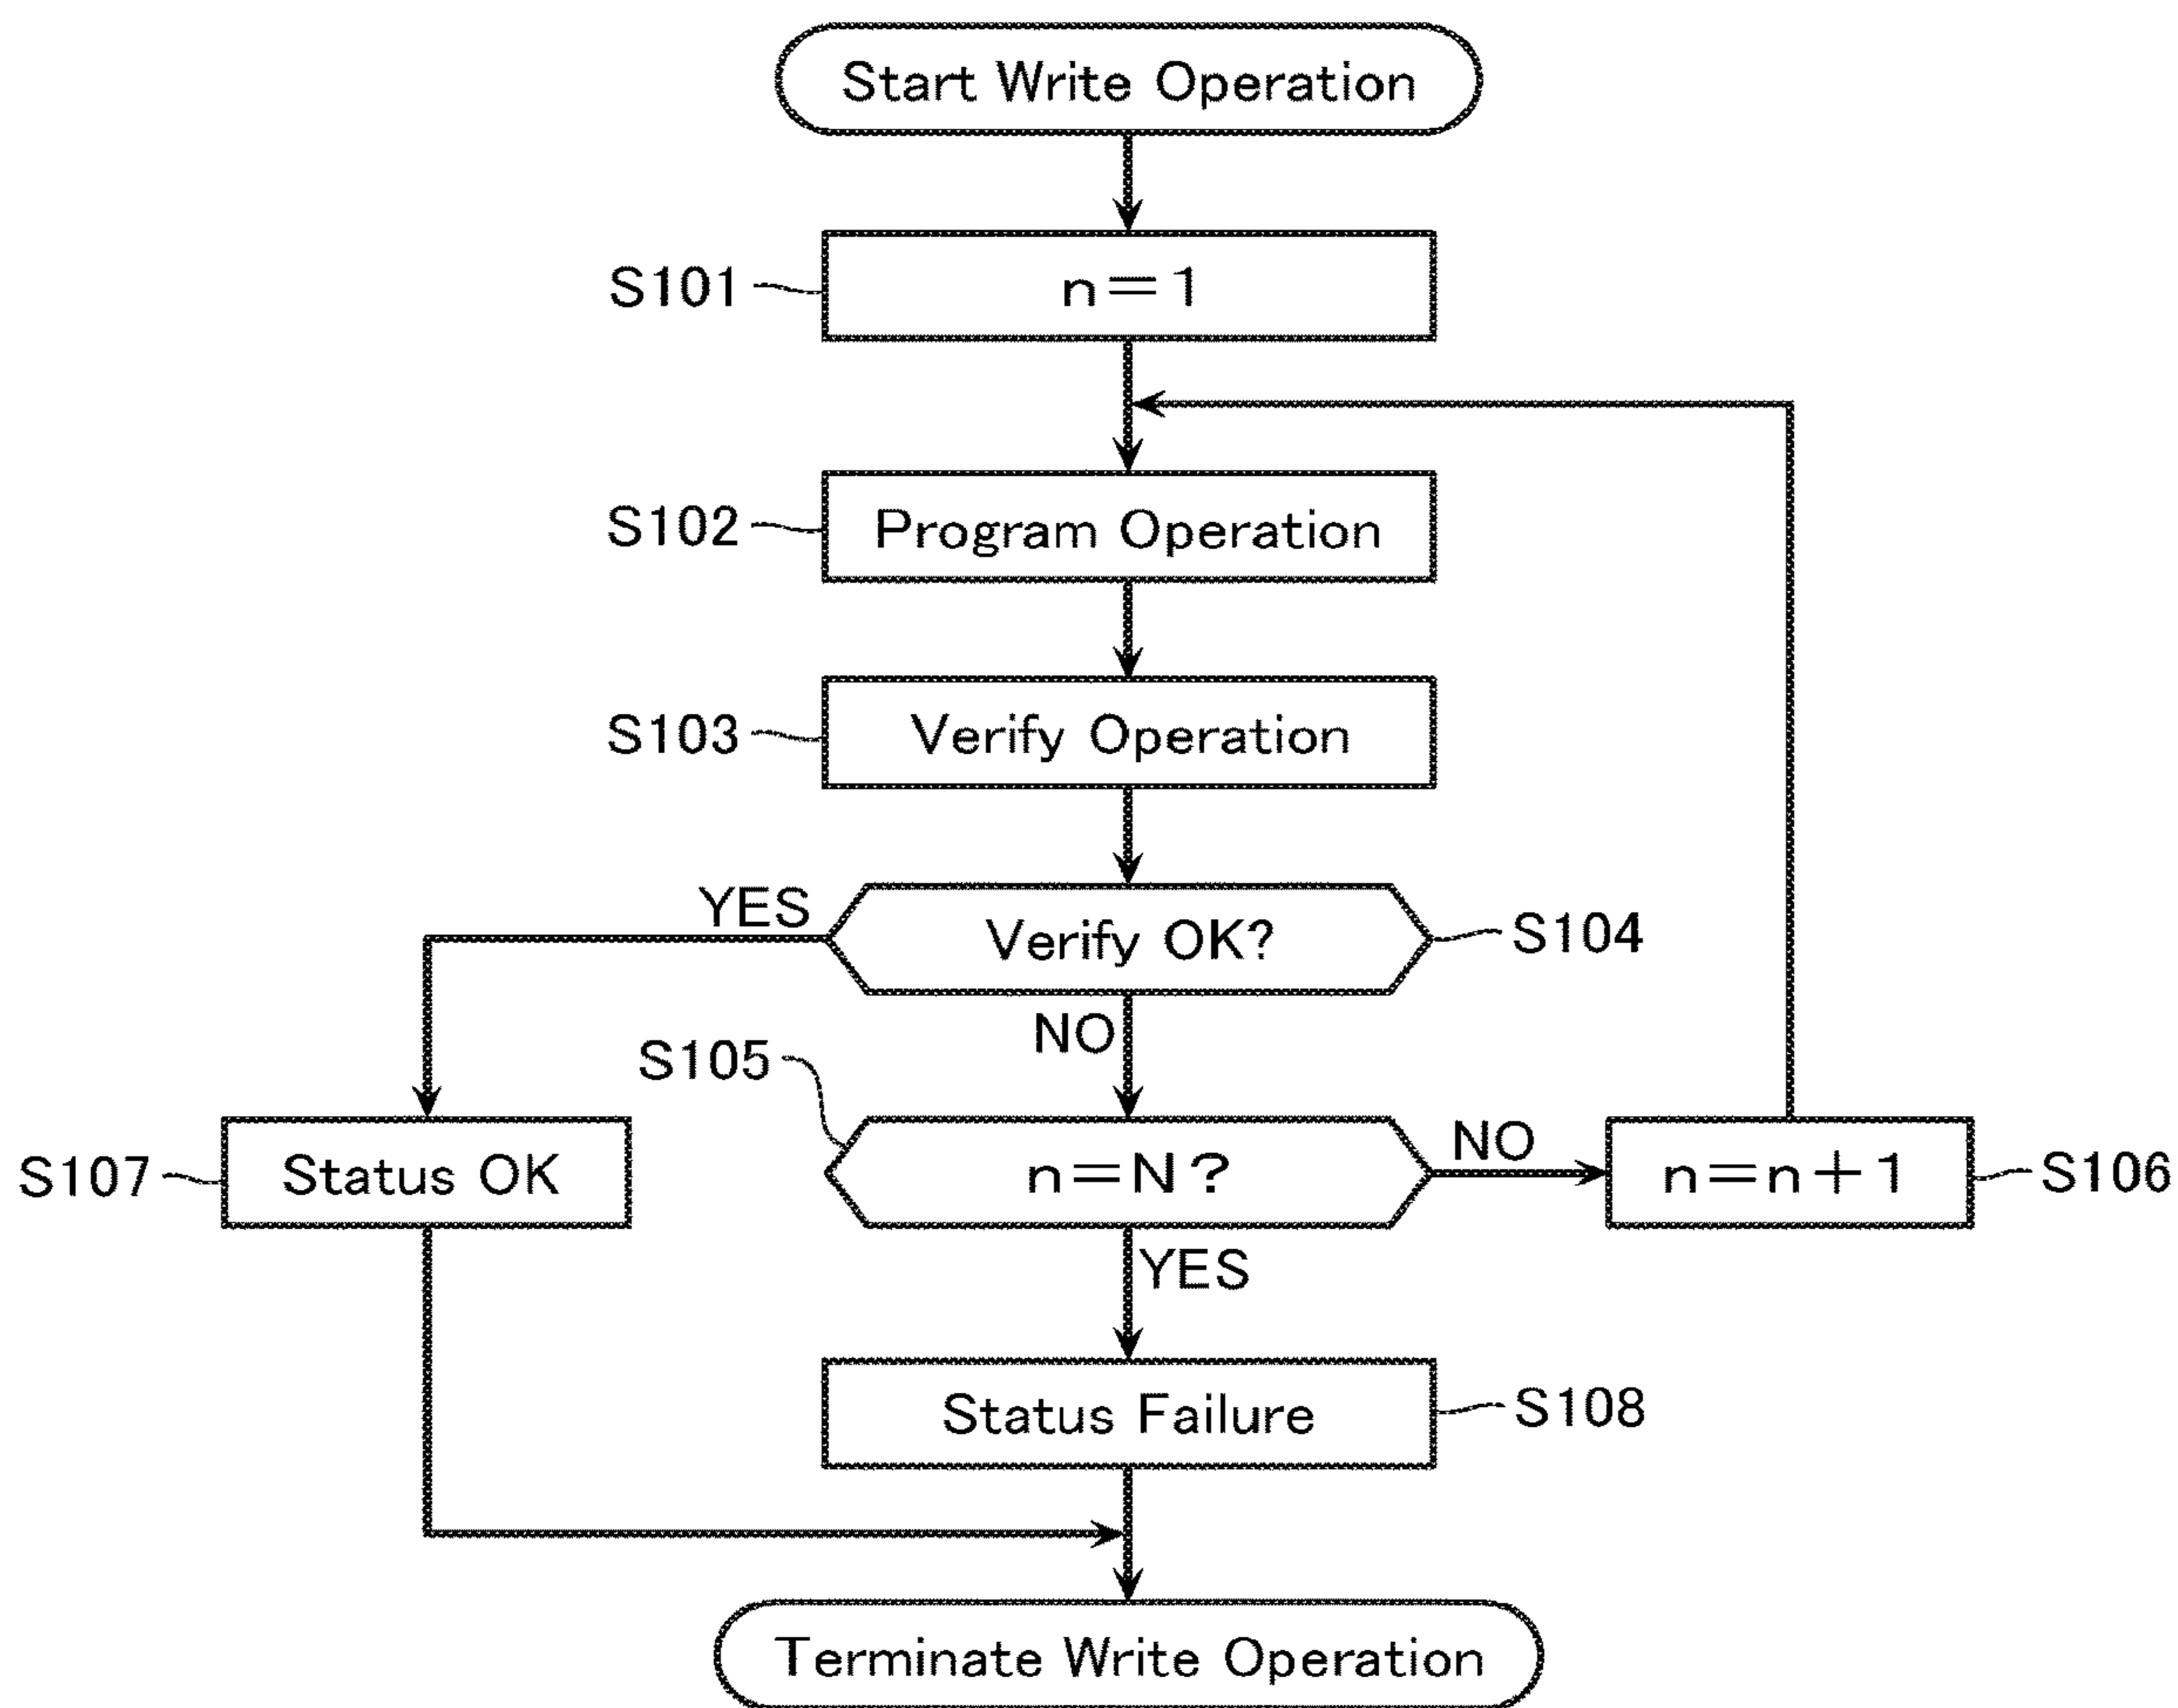 Start Write Operation
S101
n=1
S102
Program Operation
S103
Verify Operation
YES
Verify OK?
S104
NO
S105
S107
Status OK
n=N?
NO
n=n+1
S106
YES
Status Failure
S108
Terminate Write Operation